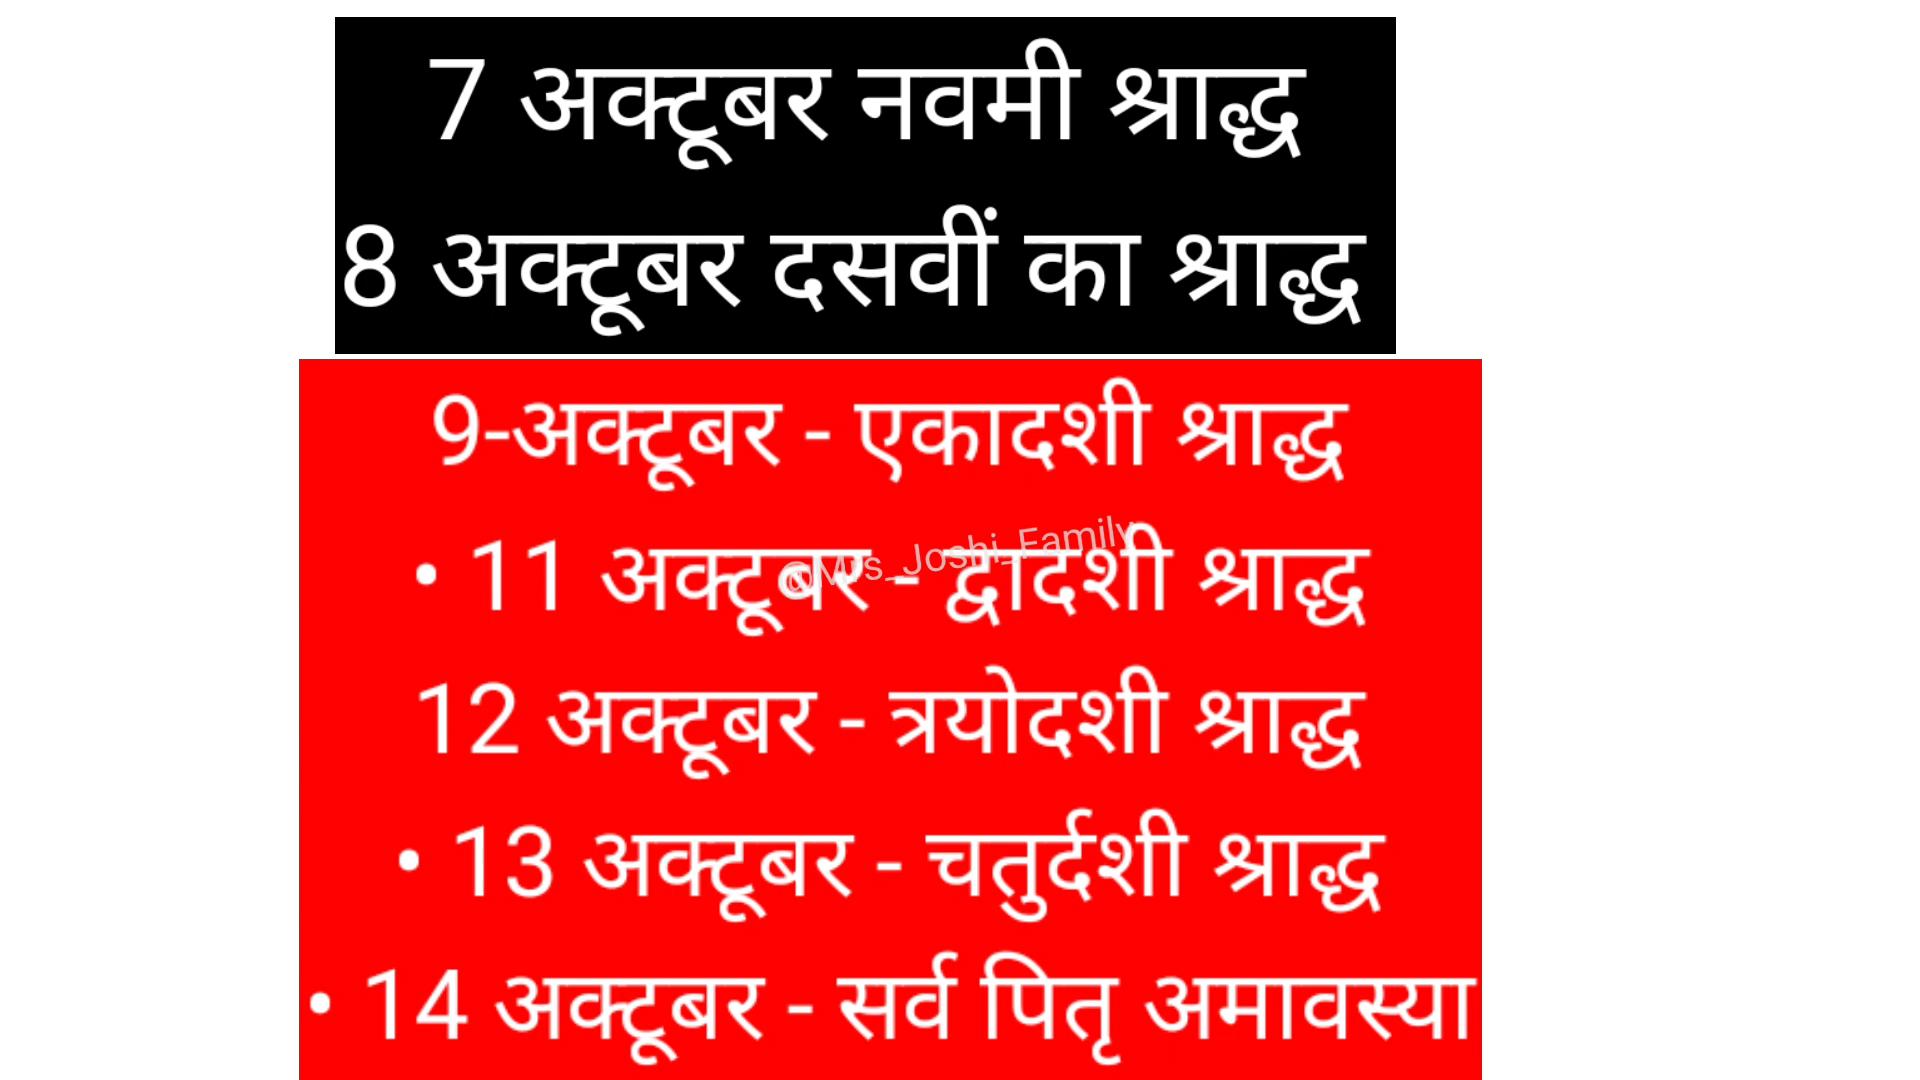 7 अक्टूबर नवमी श्राद्ध
8 अक्टूबर दसवीं का श्राद्ध
9-अक्टूबर - एकादशी श्राद्ध
@Mrs_Joshi_Family
• 11 अक्टूबर - द्वादशी श्राद्ध
12 अक्टूबर - त्रयोदशी श्राद्ध
• 13 अक्टूबर - चतुर्दशी श्राद्ध
• 14 अक्टूबर - सर्व पितृ अमावस्या